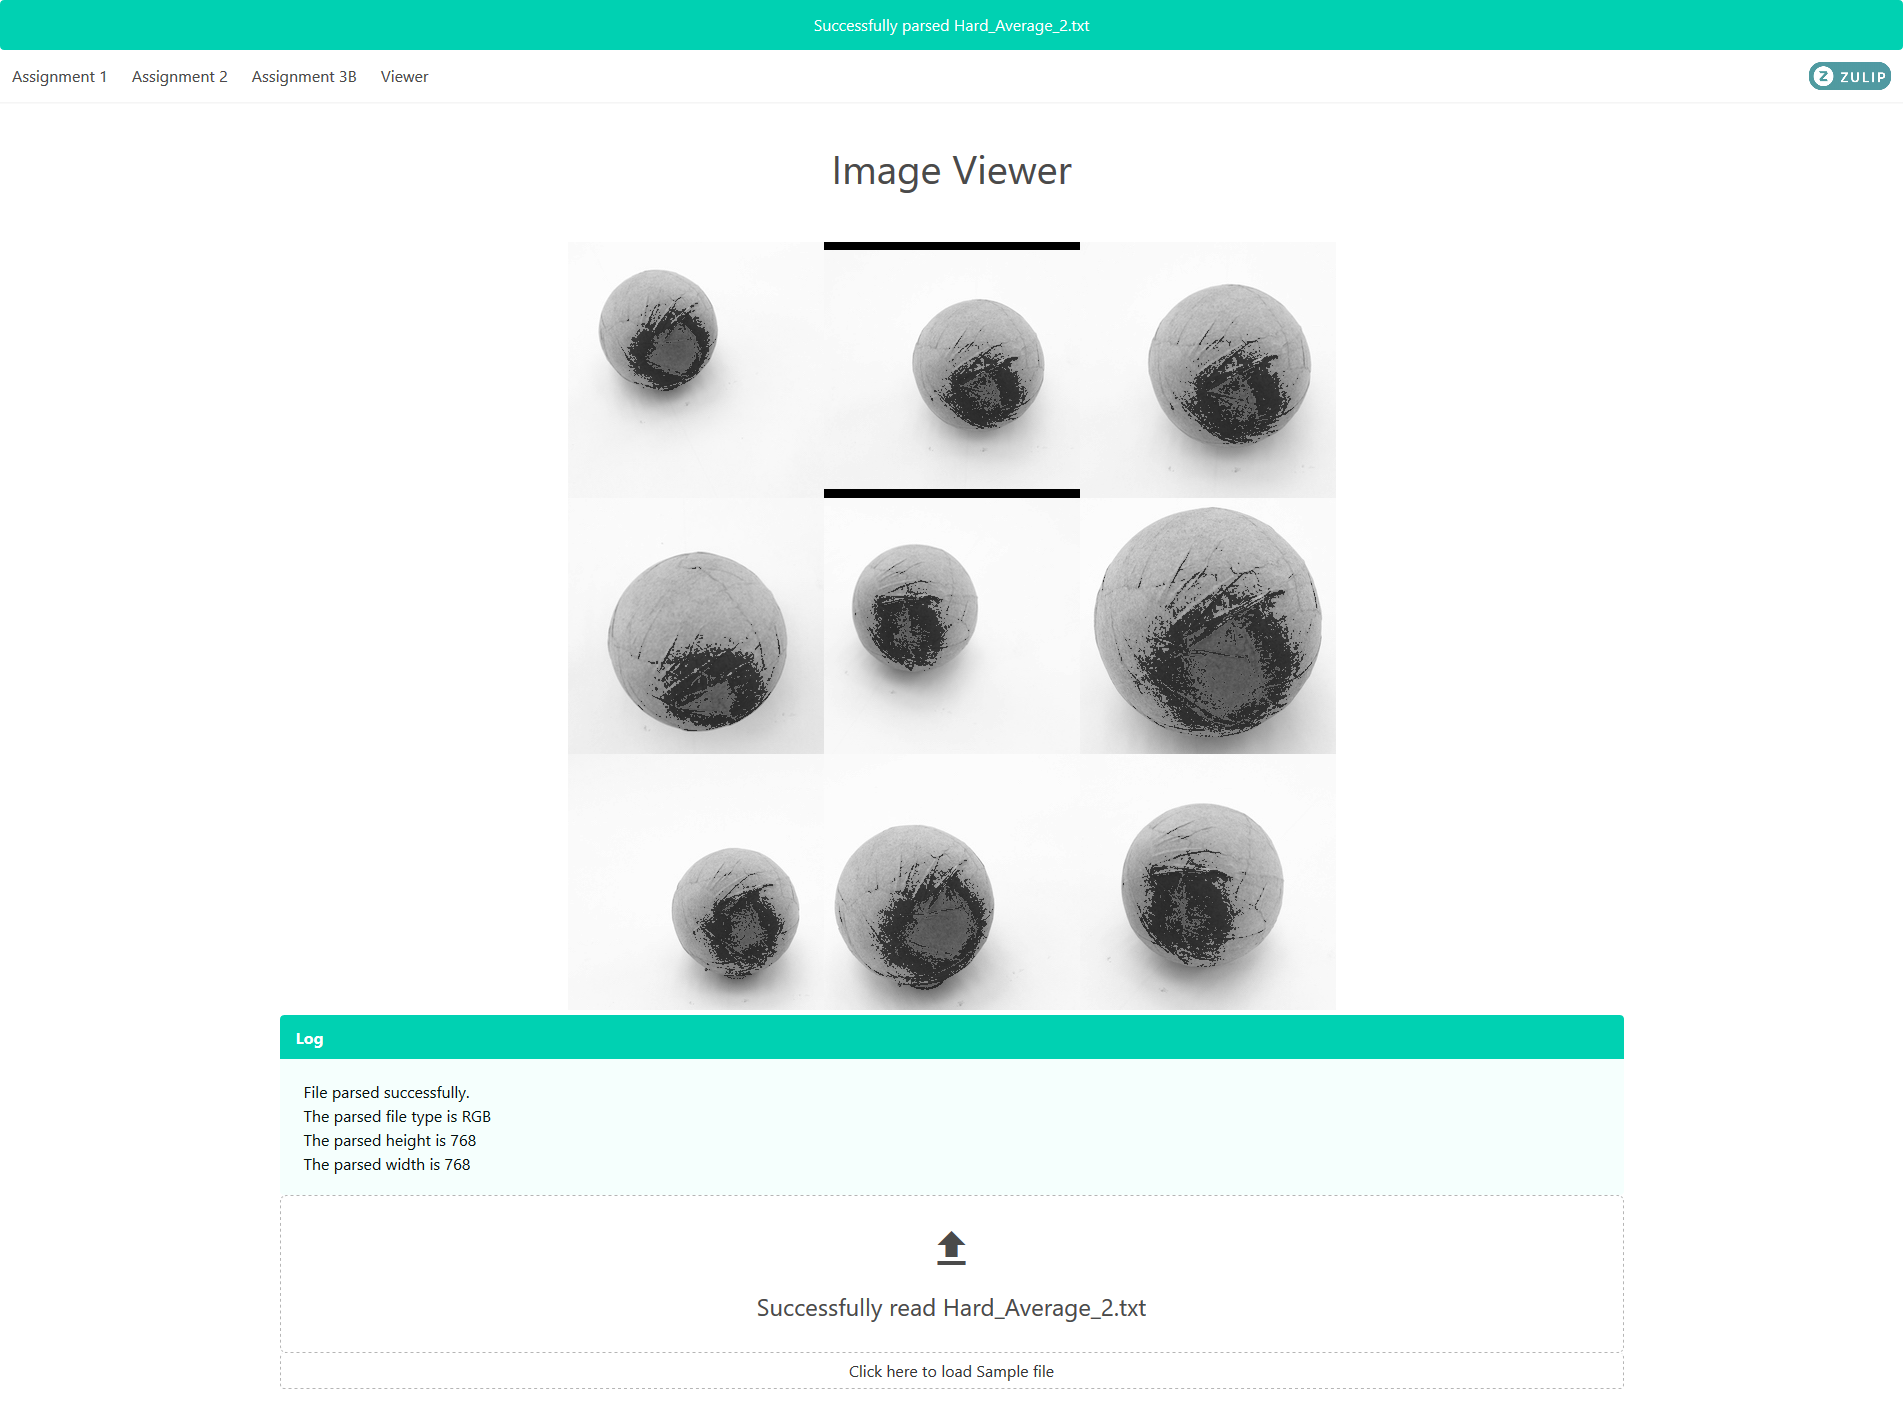 Successfully parsed Hard_Average_2.txt
Assignment 1 Assignment 2 Assignment 3B Viewer
Z ZULIP
Image Viewer
Log
File parsed successfully.
The parsed file type is RGB
The parsed height is 768
The parsed width is 768
Successfully read Hard_Average_2.txt
Click here to load Sample file